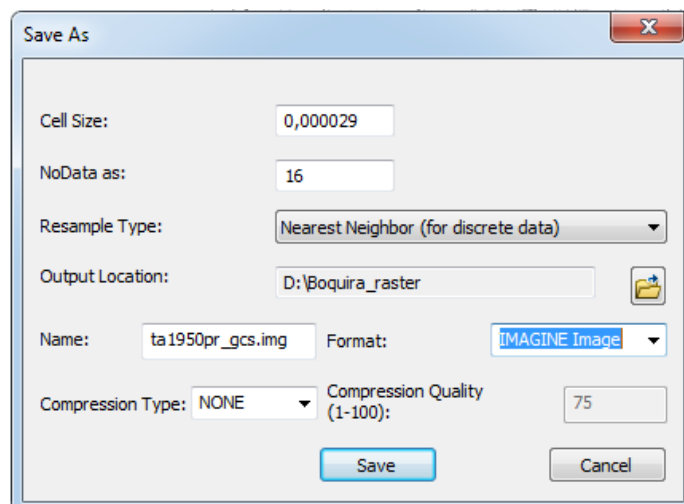 Save As
Cell Size: 0,000029
NoData as: 16
Resample Type: Nearest Neighbor (for discrete data)
Output Location: D:\Boquira_raster
Name: ta1950pr_gcs.img Format: IMAGINE Image
Compression Type: NONE Compression Quality
(1-100): 75
Save Cancel